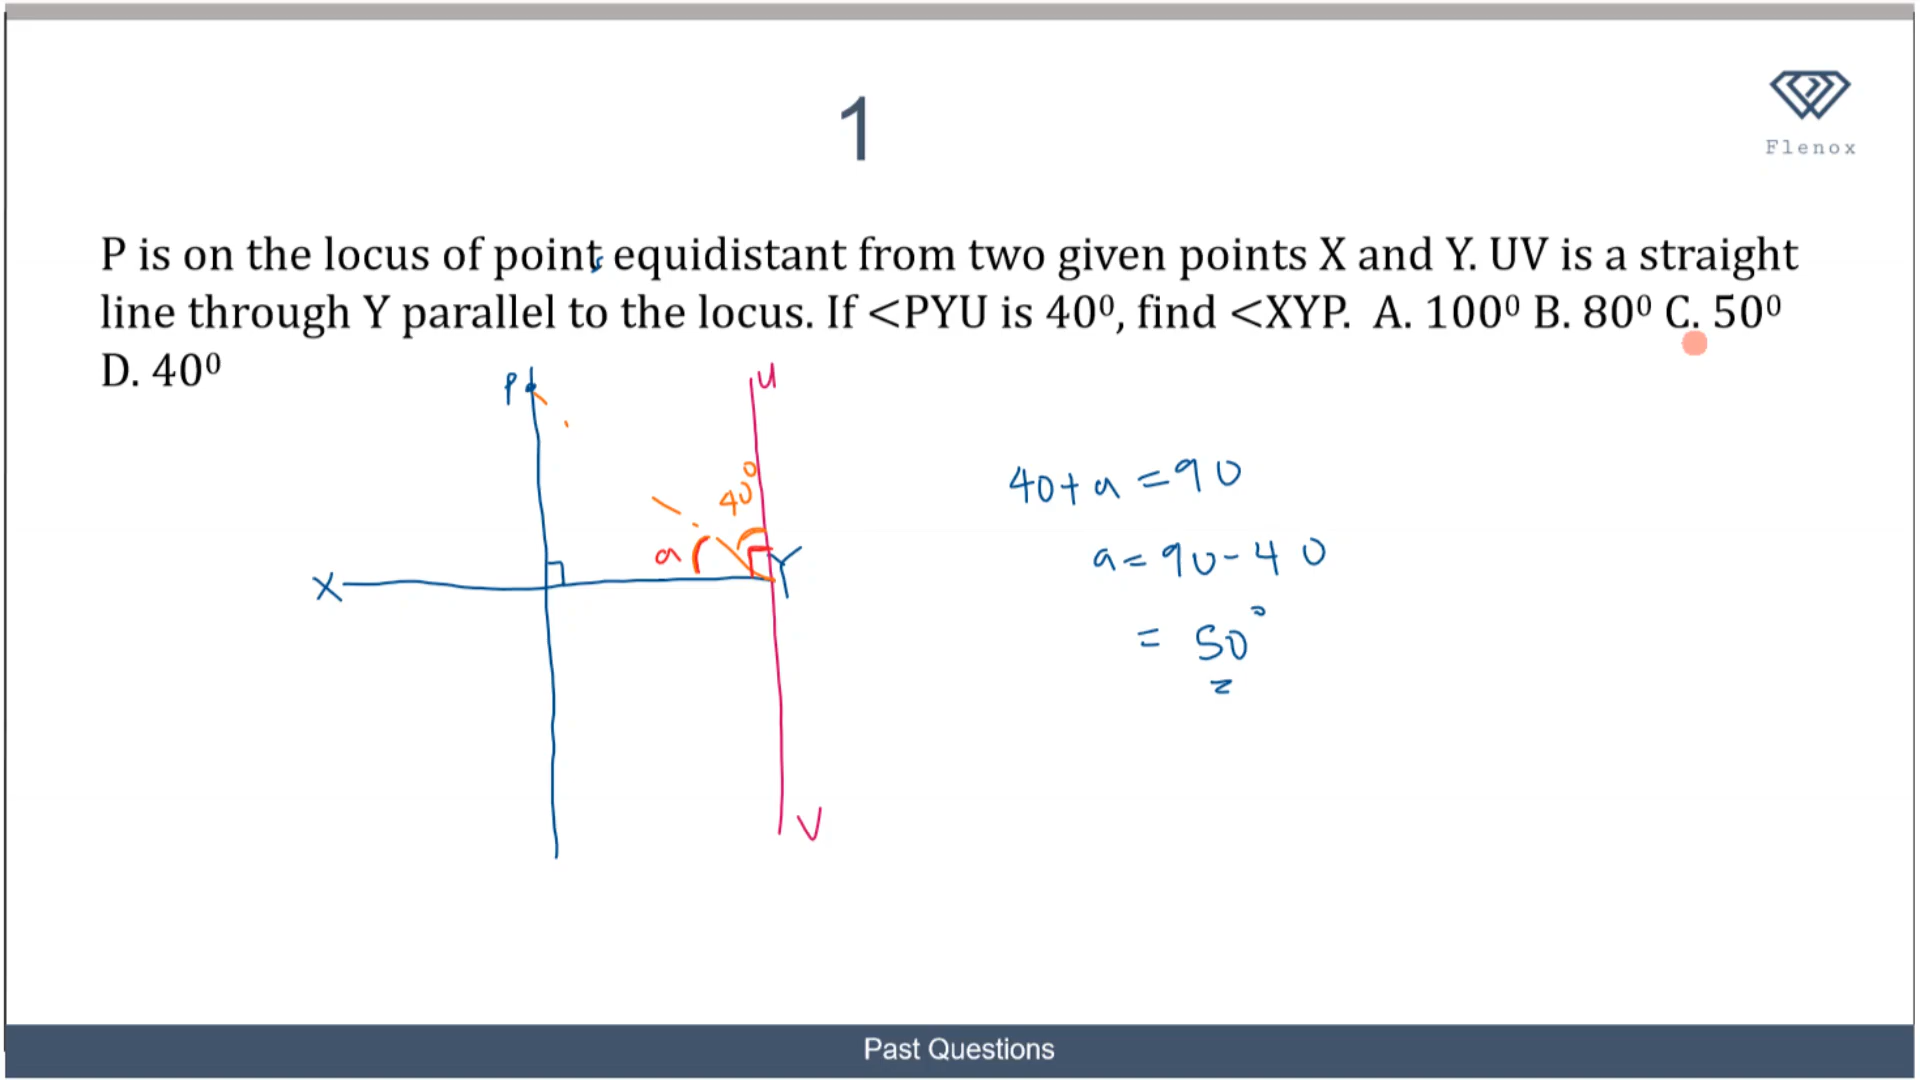 1
Flenox
P is on the locus of points equidistant from two given points X and Y. UV is a straight
line through Y parallel to the locus. If <PYU is 40⁰, find <XYP. A. 100⁰ B. 80⁰ C. 50⁰
D. 40⁰
P
U
40°
a
X
Y
V
40+a=90
a=90-40
= 50°
Past Questions